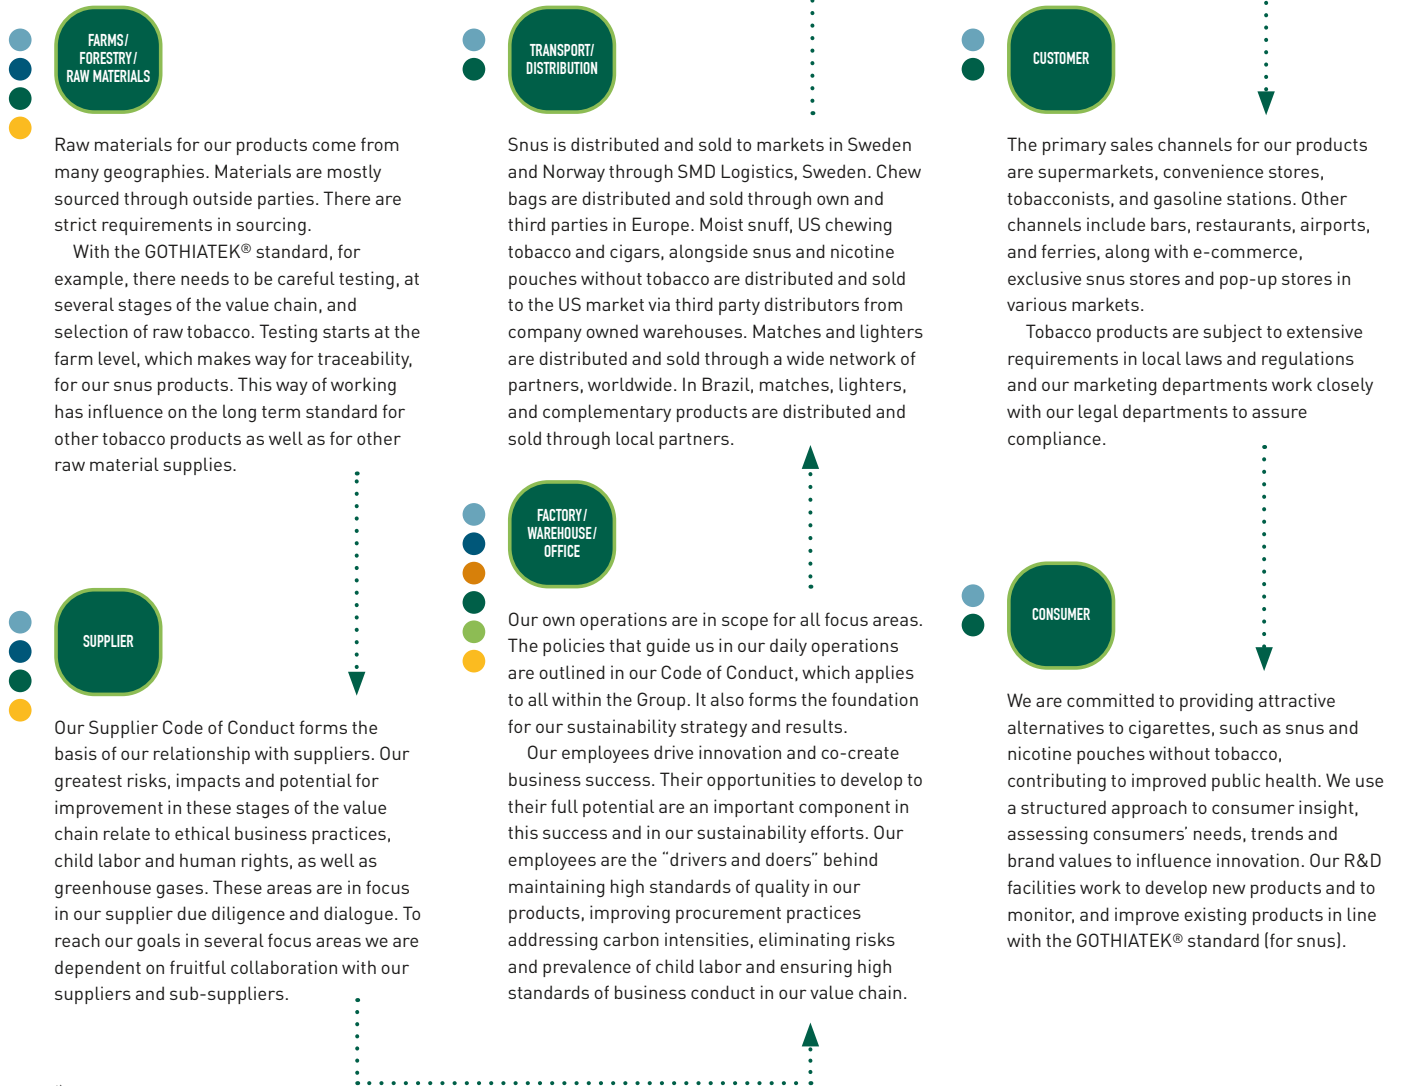 FARMS/
FORESTRY/
RAW MATERIALS
Raw materials for our products come from
many geographies. Materials are mostly
sourced through outside parties. There are
strict requirements in sourcing.
With the GOTHIATEK® standard, for
example, there needs to be careful testing, at
several stages of the value chain, and
selection of raw tobacco. Testing starts at the
farm level, which makes way for traceability,
for our snus products. This way of working
has influence on the long term standard for
other tobacco products as well as for other
raw material supplies.
SUPPLIER
Our Supplier Code of Conduct forms the
basis of our relationship with suppliers. Our
greatest risks, impacts and potential for
improvement in these stages of the value
chain relate to ethical business practices,
child labor and human rights, as well as
greenhouse gases. These areas are in focus
in our supplier due diligence and dialogue. To
reach our goals in several focus areas we are
dependent on fruitful collaboration with our
suppliers and sub-suppliers.
TRANSPORT/
DISTRIBUTION
Snus is distributed and sold to markets in Sweden
and Norway through SMD Logistics, Sweden. Chew
bags are distributed and sold through own and
third parties in Europe. Moist snuff, US chewing
tobacco and cigars, alongside snus and nicotine
pouches without tobacco are distributed and sold
to the US market via third party distributors from
company owned warehouses. Matches and lighters
are distributed and sold through a wide network of
partners, worldwide. In Brazil, matches, lighters,
and complementary products are distributed and
sold through local partners.
FACTORY/
WAREHOUSE/
OFFICE
Our own operations are in scope for all focus areas.
The policies that guide us in our daily operations
are outlined in our Code of Conduct, which applies
to all within the Group. It also forms the foundation
for our sustainability strategy and results.
Our employees drive innovation and co-create
business success. Their opportunities to develop to
their full potential are an important component in
this success and in our sustainability efforts. Our
employees are the “drivers and doers” behind
maintaining high standards of quality in our
products, improving procurement practices
addressing carbon intensities, eliminating risks
and prevalence of child labor and ensuring high
standards of business conduct in our value chain.
CUSTOMER
The primary sales channels for our products
are supermarkets, convenience stores,
tobacconists, and gasoline stations. Other
channels include bars, restaurants, airports,
and ferries, along with e-commerce,
exclusive snus stores and pop-up stores in
various markets.
Tobacco products are subject to extensive
requirements in local laws and regulations
and our marketing departments work closely
with our legal departments to assure
compliance.
CONSUMER
We are committed to providing attractive
alternatives to cigarettes, such as snus and
nicotine pouches without tobacco,
contributing to improved public health. We use
a structured approach to consumer insight,
assessing consumers’ needs, trends and
brand values to influence innovation. Our R&D
facilities work to develop new products and to
monitor, and improve existing products in line
with the GOTHIATEK® standard (for snus).